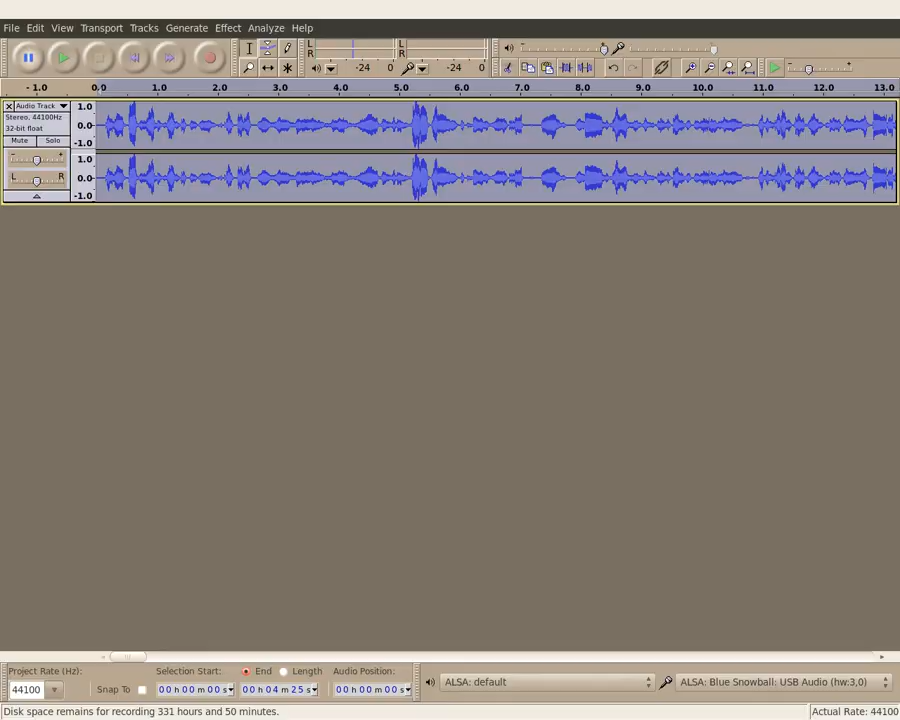 File Edit View Transport Tracks Generate Effect Analyze Help
L
R
-24 0
L
R
-24 0
- +
- 1.0 0.0 1.0 2.0 3.0 4.0 5.0 6.0 7.0 8.0 9.0 10.0 11.0 12.0 13.0
Audio Track
Stereo, 44100Hz
32-bit float
Mute Solo
- +
L R
1.0
0.0
-1.0
1.0
0.0
-1.0
Project Rate (Hz): Selection Start: End Length Audio Position:
44100 Snap To 00 h 00 m 00 s 00 h 04 m 25 s 00 h 00 m 00 s
ALSA: default ALSA: Blue Snowball: USB Audio (hw:3,0)
Disk space remains for recording 331 hours and 50 minutes. Actual Rate: 44100